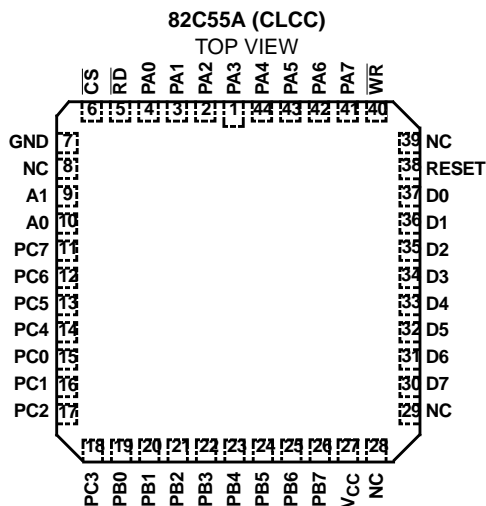 82C55A (CLCC)
TOP VIEW
CS RD PA0 PA1 PA2 PA3 PA4 PA5 PA6 PA7 WR
6 5 4 3 2 1 44 43 42 41 40
GND 7
NC 8
A1 9
A0 10
PC7 11
PC6 12
PC5 13
PC4 14
PC0 15
PC1 16
PC2 17
39 NC
38 RESET
37 D0
36 D1
35 D2
34 D3
33 D4
32 D5
31 D6
30 D7
29 NC
18 19 20 21 22 23 24 25 26 27 28
PC3 PB0 PB1 PB2 PB3 PB4 PB5 PB6 PB7 VCC NC